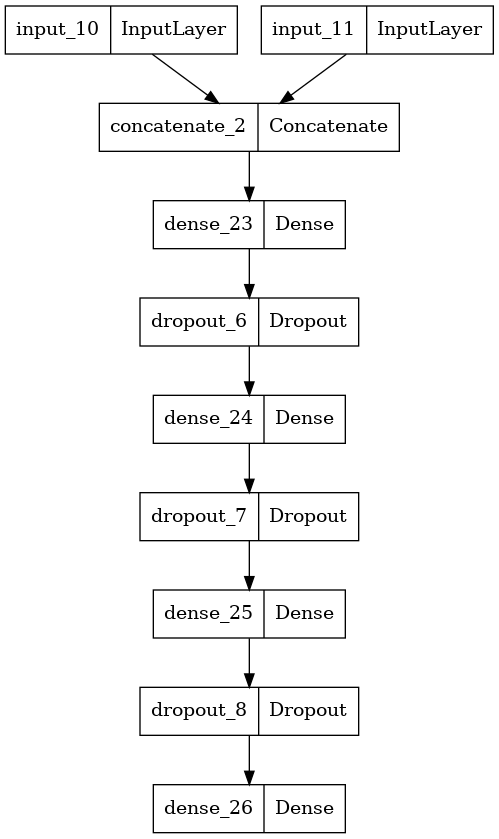 input_10 InputLayer input_11 InputLayer
concatenate_2 Concatenate
dense_23 Dense
dropout_6 Dropout
dense_24 Dense
dropout_7 Dropout
dense_25 Dense
dropout_8 Dropout
dense_26 Dense